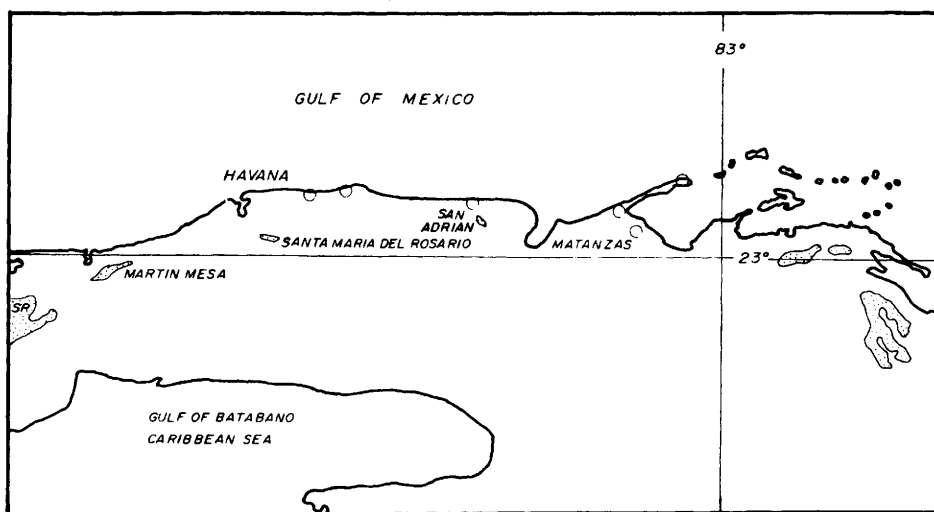 83°
GULF OF MEXICO
HAVANA
SAN
ADRIAN
SANTA MARIA DEL ROSARIO
MATANZAS
23°
MARTIN MESA
SR
GULF OF BATABANO
CARIBBEAN SEA